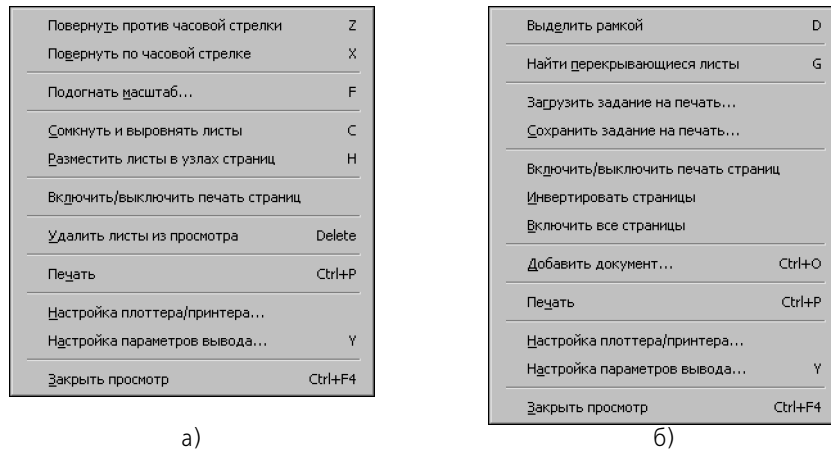 Повернуть против часовой стрелки Z
Повернуть по часовой стрелке X
Подогнать масштаб... F
Сомкнуть и выровнять листы C
Разместить листы в узлах страниц H
Включить/выключить печать страниц
Удалить листы из просмотра Delete
Печать Ctrl+P
Настройка плоттера/принтера...
Настройка параметров вывода... Y
Закрыть просмотр Ctrl+F4
а)
Выделить рамкой D
Найти перекрывающиеся листы G
Загрузить задание на печать...
Сохранить задание на печать...
Включить/выключить печать страниц
Инвертировать страницы
Включить все страницы
Добавить документ... Ctrl+O
Печать Ctrl+P
Настройка плоттера/принтера...
Настройка параметров вывода... Y
Закрыть просмотр Ctrl+F4
б)